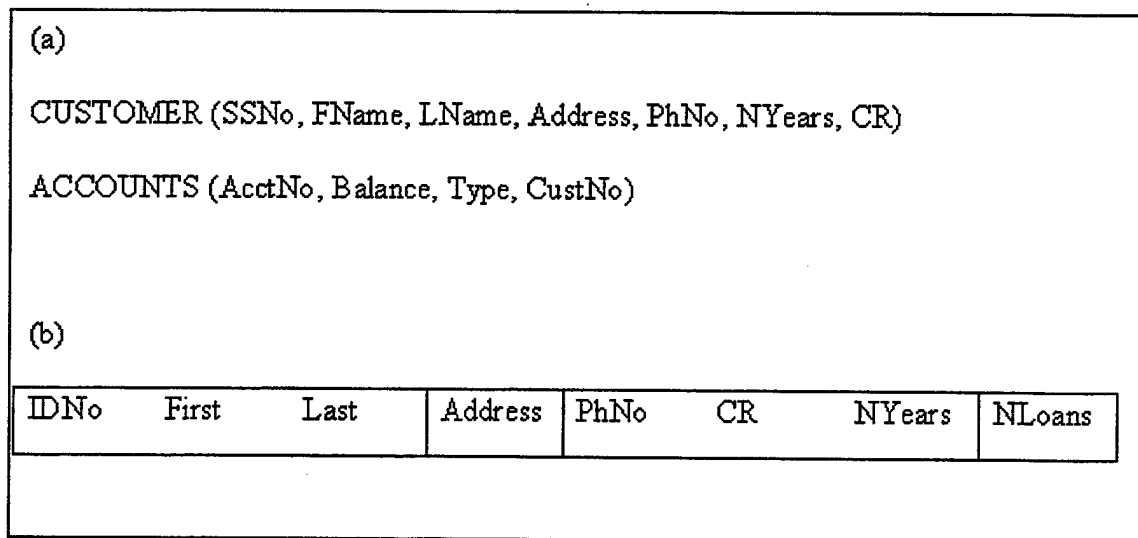 (a)
CUSTOMER (SSNo, FName, LName, Address, PhNo, NYears, CR)
ACCOUNTS (AcctNo, Balance, Type, CustNo)
(b)
IDNo First Last Address PhNo CR NYears NLoans